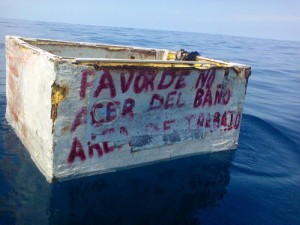 FAVOR DE NO
ACER DEL BAÑO
AREA DE TRABAJO